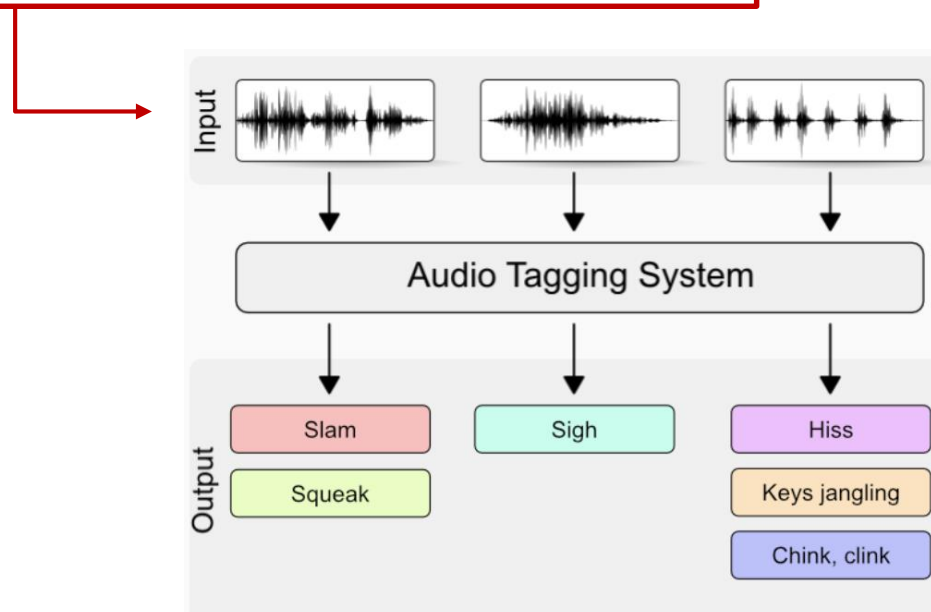 Input
Audio Tagging System
Output
Slam
Sigh
Hiss
Squeak
Keys jangling
Chink, clink